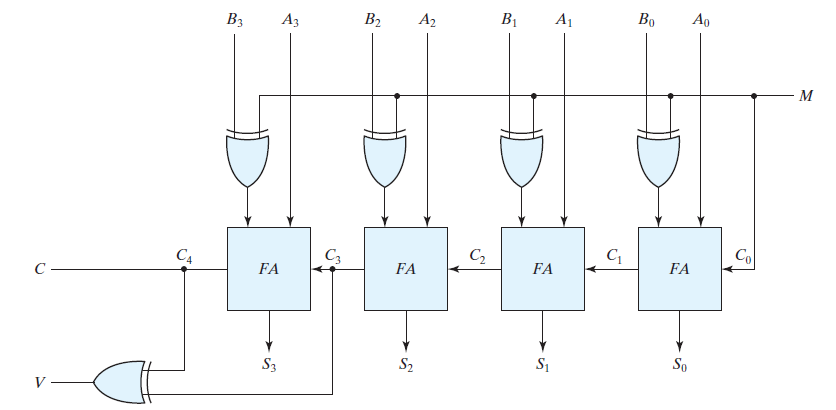 B₃ A₃ B₂ A₂ B₁ A₁ B₀ A₀
M
C₄ C₃ C₂ C₁ C₀
C FA FA FA FA
S₃ S₂ S₁ S₀
V